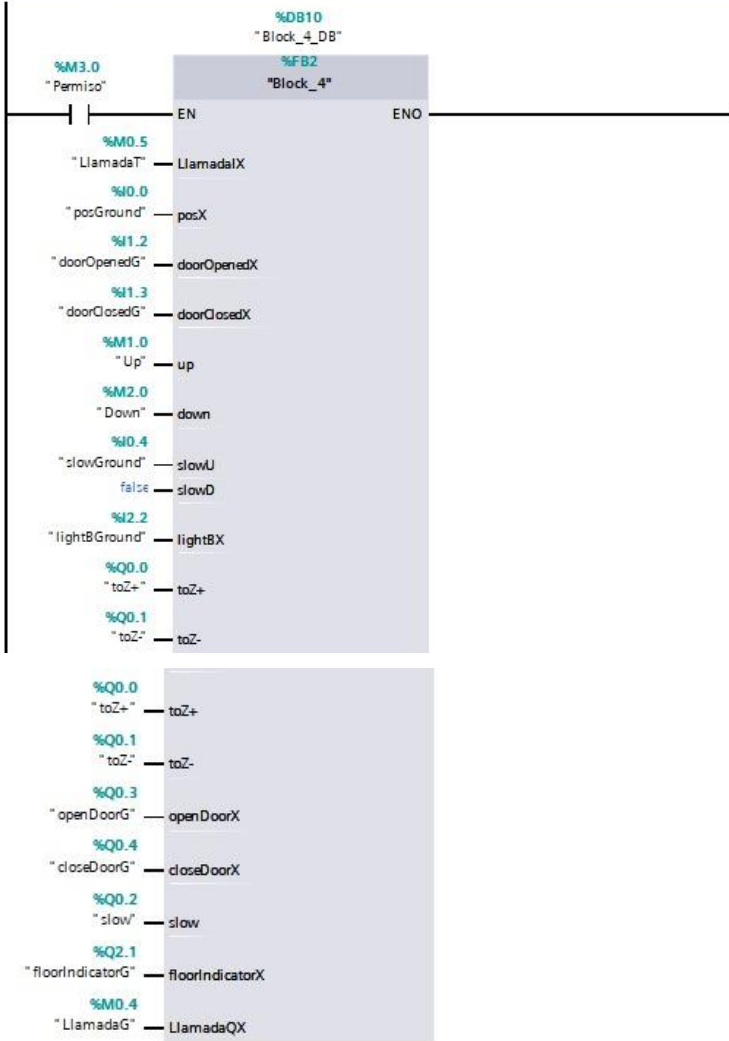 %DB10
"Block_4_DB"
%FB2
"Block_4"
%M3.0
"Permiso"
EN ENO
%M0.5
"LlamadaT" LlamadaIX
%I0.0
"posGround" posX
%I1.2
"doorOpenedG" doorOpenedX
%I1.3
"doorClosedG" doorClosedX
%M1.0
"Up" up
%M2.0
"Down" down
%I0.4
"slowGround" slowU
false slowD
%I2.2
"lightBGround" lightBX
%Q0.0
"toZ+" toZ+
%Q0.1
"toZ-" toZ-
%Q0.0
"toZ+" toZ+
%Q0.1
"toZ-" toZ-
%Q0.3
"openDoorG" openDoorX
%Q0.4
"closeDoorG" closeDoorX
%Q0.2
"slow" slow
%Q2.1
"floorIndicatorG" floorIndicatorX
%M0.4
"LlamadaG" LlamadaQX